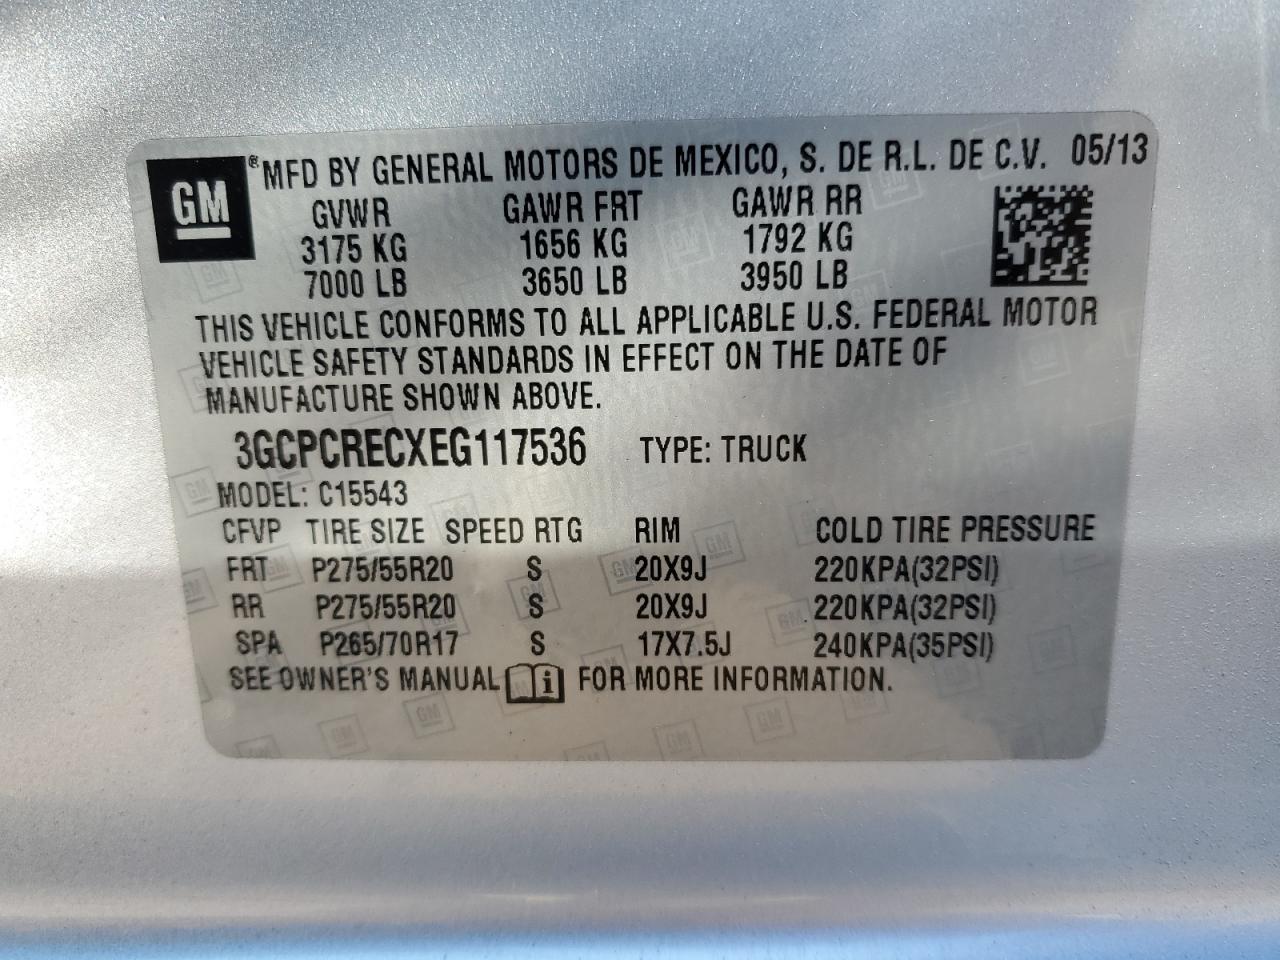 GM ® MFD BY GENERAL MOTORS DE MEXICO, S. DE R.L. DE C.V. 05/13
GVWR GAWR FRT GAWR RR
3175 KG 1656 KG 1792 KG
7000 LB 3650 LB 3950 LB
THIS VEHICLE CONFORMS TO ALL APPLICABLE U.S. FEDERAL MOTOR
VEHICLE SAFETY STANDARDS IN EFFECT ON THE DATE OF
MANUFACTURE SHOWN ABOVE.
3GCPCRECXEG117536 TYPE: TRUCK
MODEL: C15543
CFVP TIRE SIZE SPEED RTG RIM COLD TIRE PRESSURE
FRT P275/55R20 S 20X9J 220KPA(32PSI)
RR P275/55R20 S 20X9J 220KPA(32PSI)
SPA P265/70R17 S 17X7.5J 240KPA(35PSI)
SEE OWNER'S MANUAL i FOR MORE INFORMATION.